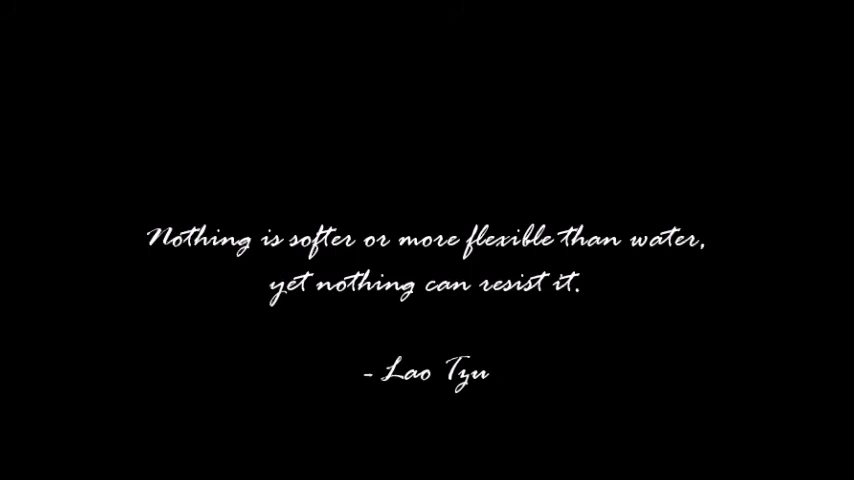 Nothing is softer or more flexible than water,
yet nothing can resist it.
- Lao Tzu